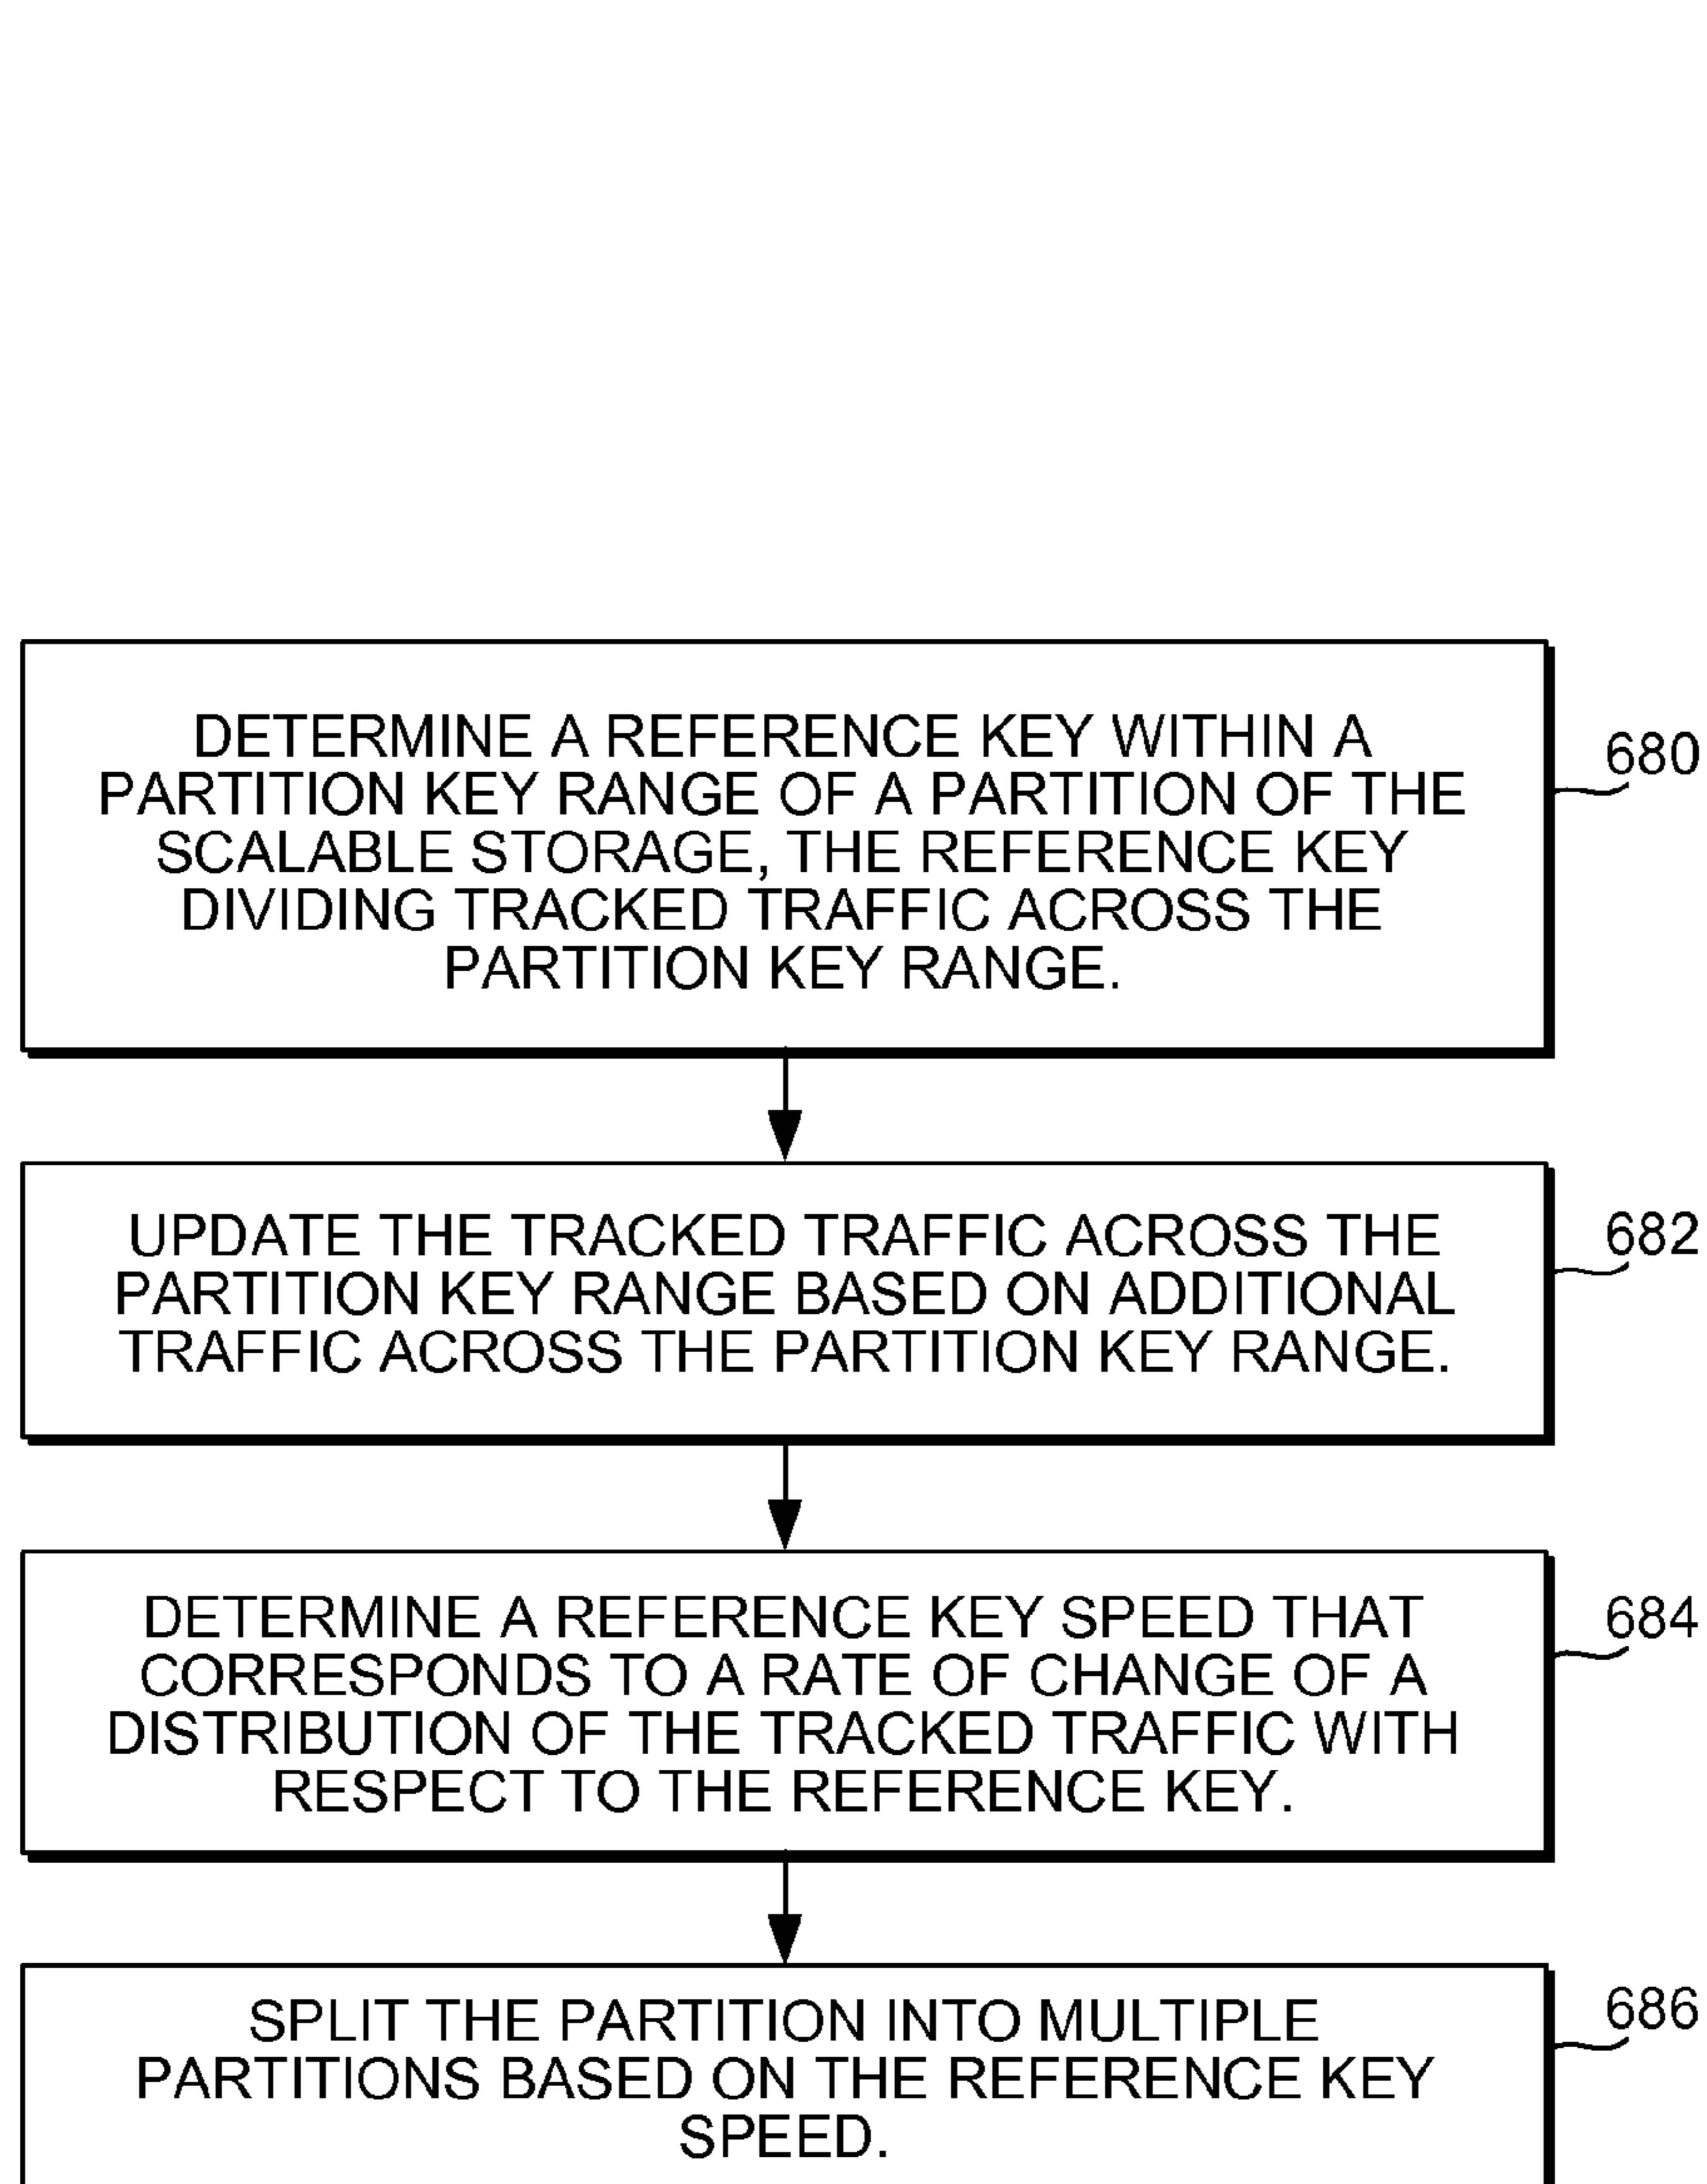 DETERMINE A REFERENCE KEY WITHIN A
PARTITION KEY RANGE OF A PARTITION OF THE
SCALABLE STORAGE, THE REFERENCE KEY
DIVIDING TRACKED TRAFFIC ACROSS THE
PARTITION KEY RANGE.
680
UPDATE THE TRACKED TRAFFIC ACROSS THE
PARTITION KEY RANGE BASED ON ADDITIONAL
TRAFFIC ACROSS THE PARTITION KEY RANGE.
682
DETERMINE A REFERENCE KEY SPEED THAT
CORRESPONDS TO A RATE OF CHANGE OF A
DISTRIBUTION OF THE TRACKED TRAFFIC WITH
RESPECT TO THE REFERENCE KEY.
684
SPLIT THE PARTITION INTO MULTIPLE
PARTITIONS BASED ON THE REFERENCE KEY
SPEED.
686